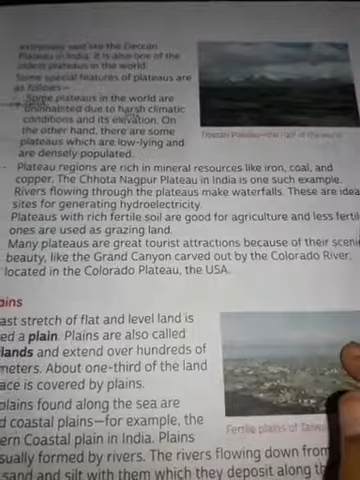 extremely vast like the Deccan
Plateau in India. It is also one of the
oldest plateaus in the world.
Some special features of plateaus are
as follows—
Some plateaus in the world are
uninhabited due to harsh climatic
conditions and its elevation. On
the other hand, there are some
plateaus which are low-lying and
are densely populated.
Tibetan Plateau—the roof of the world
Plateau regions are rich in mineral resources like iron, coal, and
copper. The Chhota Nagpur Plateau in India is one such example.
Rivers flowing through the plateaus make waterfalls. These are idea
sites for generating hydroelectricity.
Plateaus with rich fertile soil are good for agriculture and less fertil
ones are used as grazing land.
Many plateaus are great tourist attractions because of their sceni
beauty, like the Grand Canyon carved out by the Colorado River,
located in the Colorado Plateau, the USA.
ains
ast stretch of flat and level land is
ed a plain. Plains are also called
lands and extend over hundreds of
meters. About one-third of the land
ace is covered by plains.
plains found along the sea are
d coastal plains—for example, the
ern Coastal plain in India. Plains
Fertile plains of
sually formed by rivers. The rivers flowing down from
sand and silt with them which they deposit along th